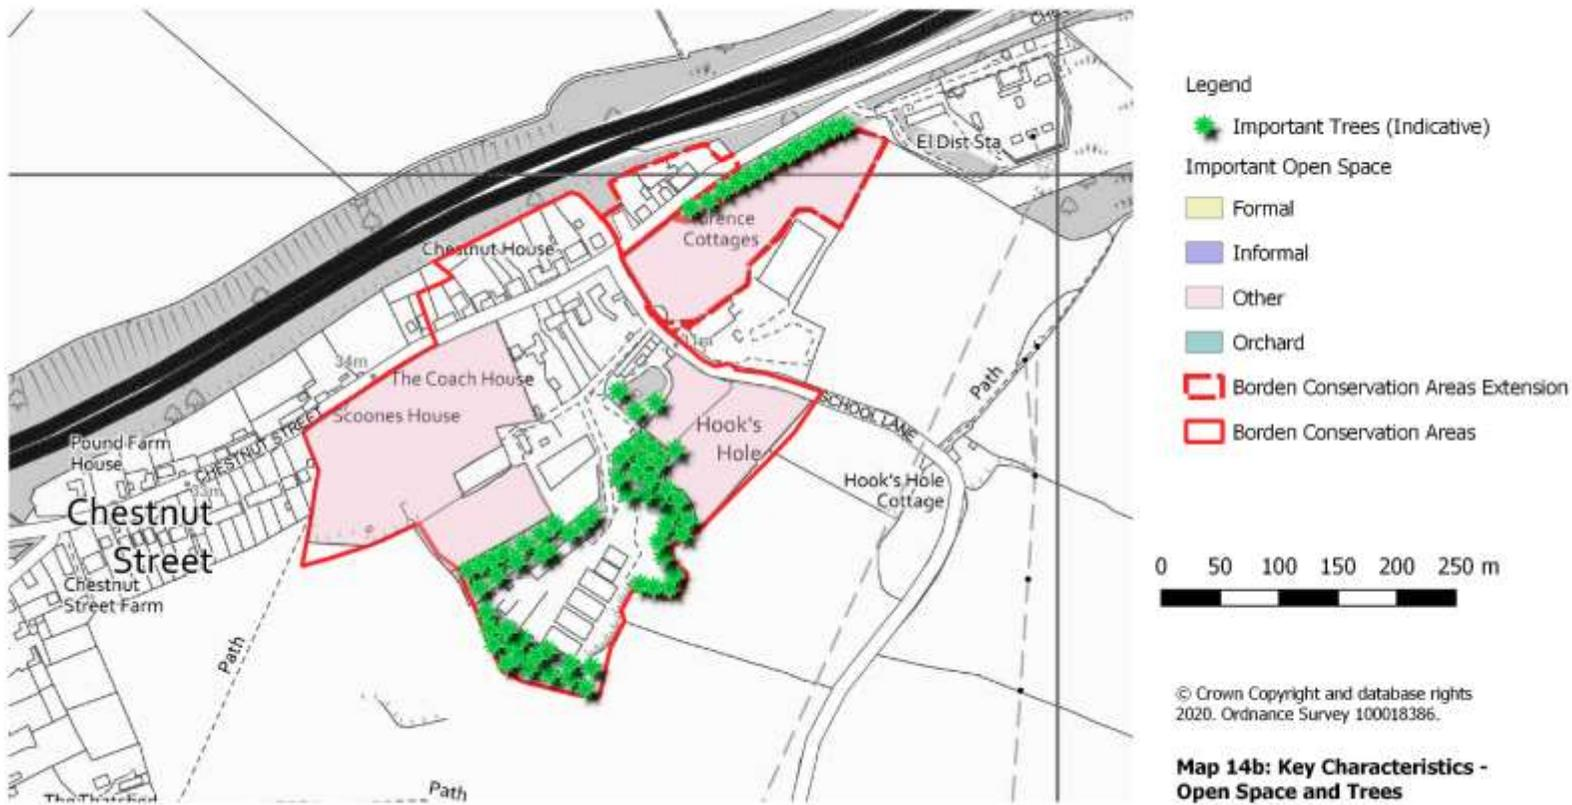 El Dist Sta
Cottages
Chestnut House
34m
The Coach House
Scoones House
Hook's
Hole
SCHOOL LANE
Path
Pound Farm
House
CHESTNUT STREET
33m
Chestnut
Street
Chestnut
Street Farm
Hook's Hole
Cottage
Path
Path
Legend
Important Trees (Indicative)
Important Open Space
Formal
Informal
Other
Orchard
Borden Conservation Areas Extension
Borden Conservation Areas
0 50 100 150 200 250 m
© Crown Copyright and database rights
2020. Ordnance Survey 100018386.
Map 14b: Key Characteristics -
Open Space and Trees